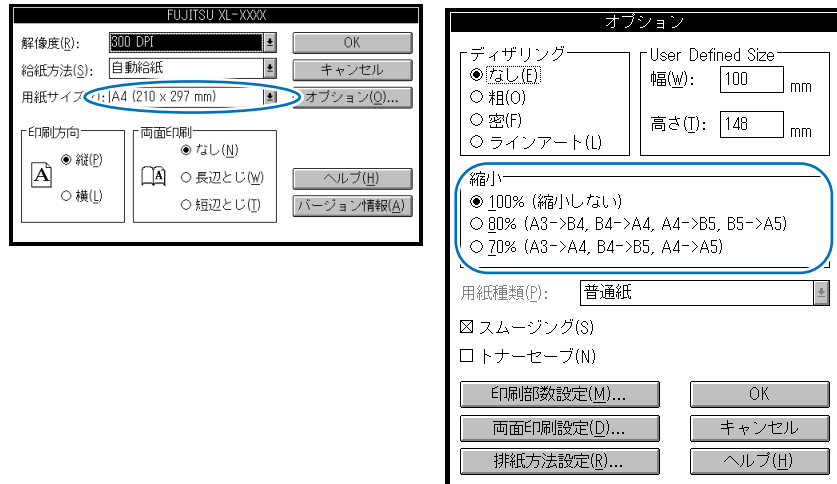 FUJITSU XL-XXXX
解像度(R): 300 DPI OK
給紙方法(S): 自動給紙 キャンセル
用紙サイズ A4 (210 x 297 mm) オプション(O)...
印刷方向
縦(P)
横(L)
両面印刷
なし(N)
長辺とじ(W)
短辺とじ(T)
ヘルプ(H)
バージョン情報(A)
オプション
ディザリング
なし(E)
粗(O)
密(F)
ラインアート(L)
User Defined Size
幅(W): 100 mm
高さ(T): 148 mm
縮小
100% (縮小しない)
80% (A3->B4, B4->A4, A4->B5, B5->A5)
70% (A3->A4, B4->B5, A4->A5)
用紙種類(P): 普通紙
スムージング(S)
トナーセーブ(N)
印刷部数設定(M)... OK
両面印刷設定(D)... キャンセル
排紙方法設定(R)... ヘルプ(H)